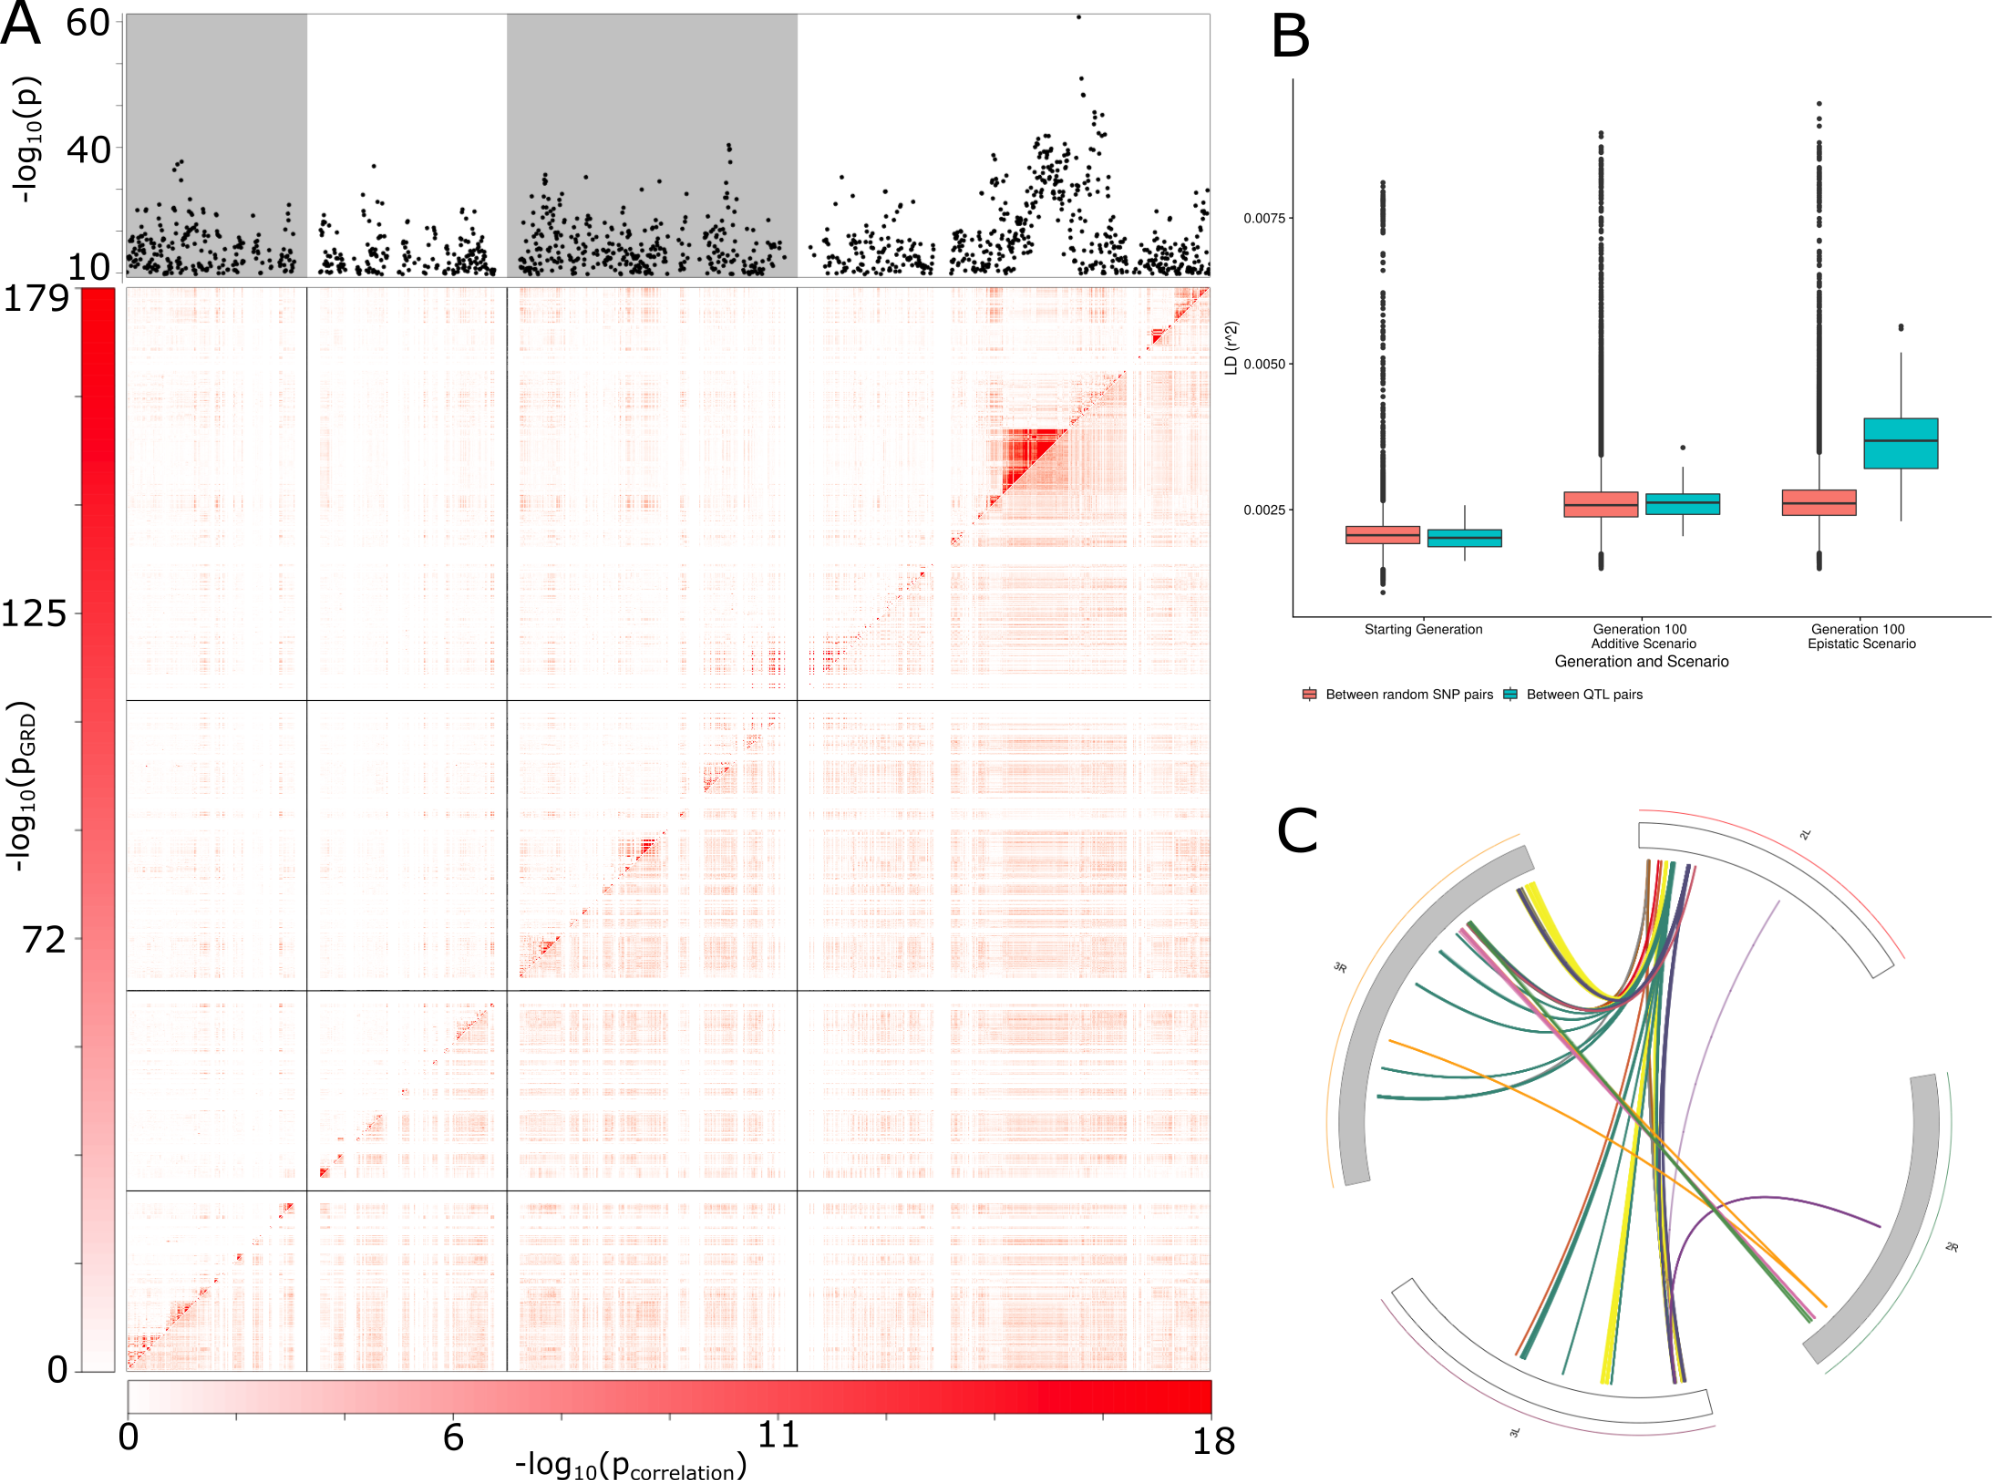 A
60
40
10
-log10(p)
179
125
72
0
-log10(pGRD)
0 6 11 18
-log10(pcorrelation)
B
0.0075
0.0050
0.0025
LD (r^2)
Starting Generation
Generation 100
Additive Scenario
Generation 100
Epistatic Scenario
Generation and Scenario
Between random SNP pairs
Between QTL pairs
C
2L
3R
2R
3L